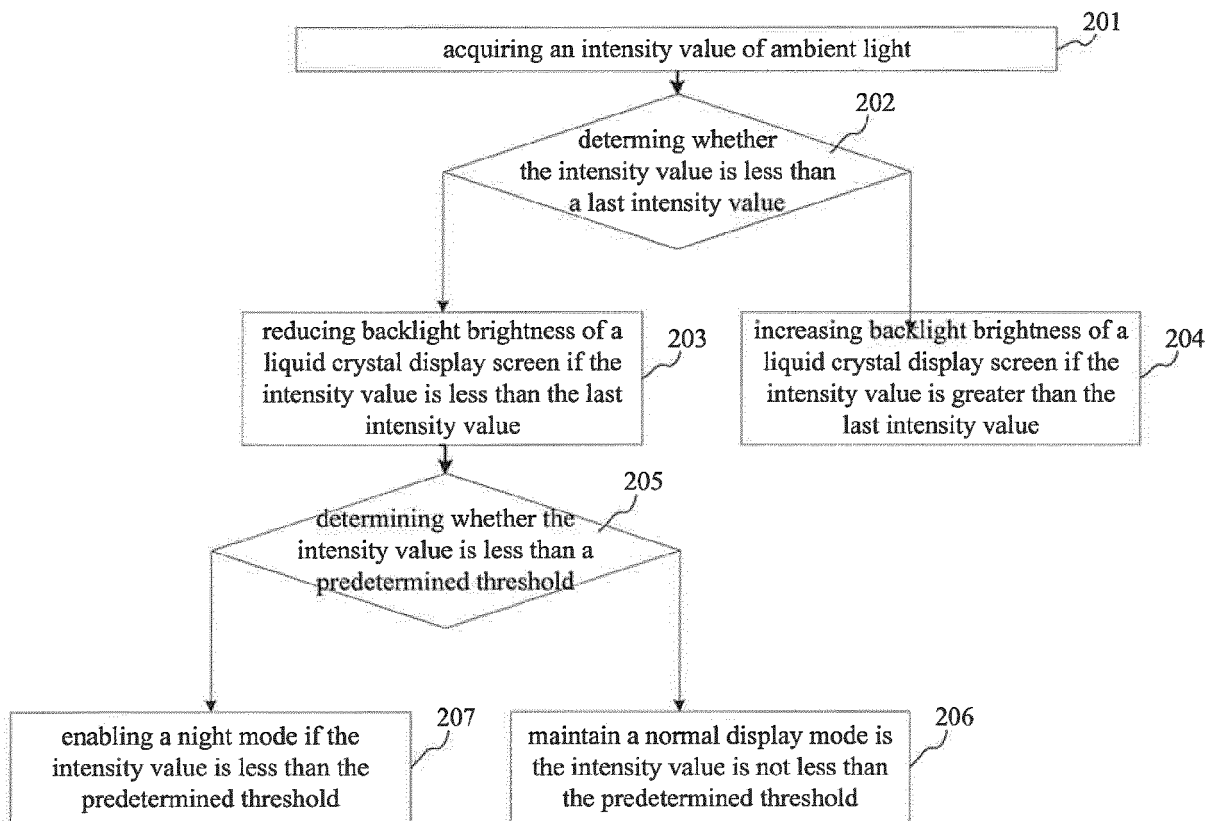 201
acquiring an intensity value of ambient light
202
determing whether
the intensity value is less than
a last intensity value
reducing backlight brightness of a
liquid crystal display screen if the
intensity value is less than the last
intensity value
203
increasing backlight brightness of a
liquid crystal display screen if the
intensity value is greater than the
last intensity value
204
205
determining whether the
intensity value is less than a
predetermined threshold
enabling a night mode if the
intensity value is less than the
predetermined threshold
207
maintain a normal display mode is
the intensity value is not less than
the predetermined threshold
206